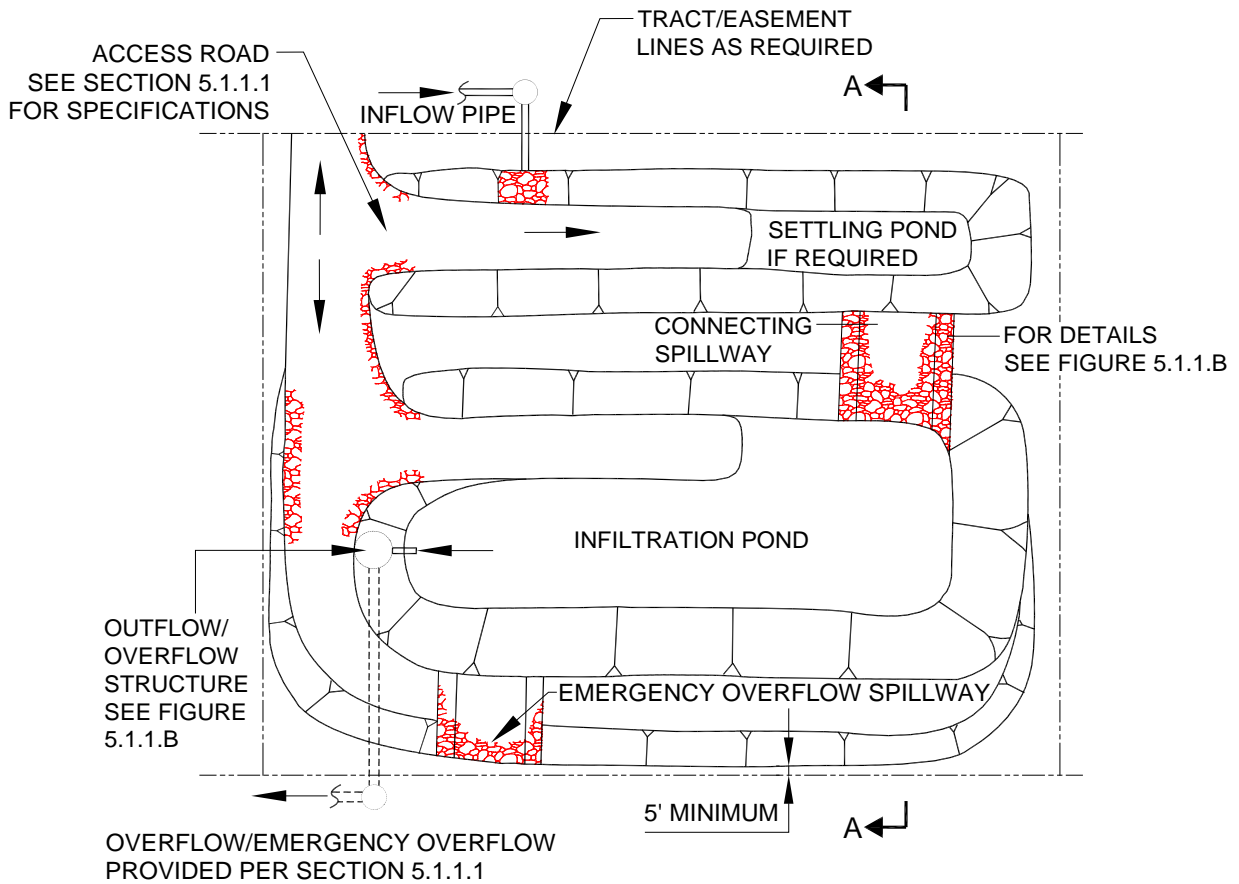 TRACT/EASEMENT
LINES AS REQUIRED
ACCESS ROAD
SEE SECTION 5.1.1.1
FOR SPECIFICATIONS
INFLOW PIPE
A
SETTLING POND
IF REQUIRED
CONNECTING
SPILLWAY
FOR DETAILS
SEE FIGURE 5.1.1.B
INFILTRATION POND
OUTFLOW/
OVERFLOW
STRUCTURE
SEE FIGURE
5.1.1.B
EMERGENCY OVERFLOW SPILLWAY
5' MINIMUM
A
OVERFLOW/EMERGENCY OVERFLOW
PROVIDED PER SECTION 5.1.1.1